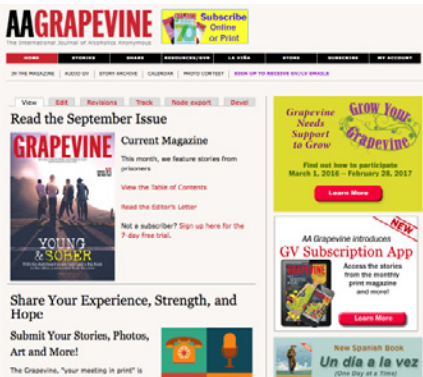 AAGRAPEVINE
The International Journal of Alcoholics Anonymous
Subscribe
Online
or Print
HOME STORIES SHARE RESOURCES/GVR LA VIÑA STORE SUBSCRIBE MY ACCOUNT
IN THE MAGAZINE AUDIO GV STORY ARCHIVE CALENDAR PHOTO CONTEST SIGN UP TO RECEIVE GV/LV EMAILS
View Edit Revisions Track Node export Devel
Read the September Issue
GRAPEVINE
YOUNG
& SOBER
Current Magazine
This month, we feature stories from
prisoners
View the Table of Contents
Read the Editor's Letter
Not a subscriber? Sign up here for the
7-day free trial.
Share Your Experience, Strength, and
Hope
Submit Your Stories, Photos,
Art and More!
The Grapevine, "your meeting in print" is
Grapevine
Needs
Support
to Grow
Grow Your
Grapevine
Find out how to participate
March 1, 2016 – February 28, 2017
Learn More
NEW
AA Grapevine introduces
GV Subscription App
Access the stories
from the monthly
print magazine
and more!
Learn More
New Spanish Book
Un día a la vez
(One Day at a Time)